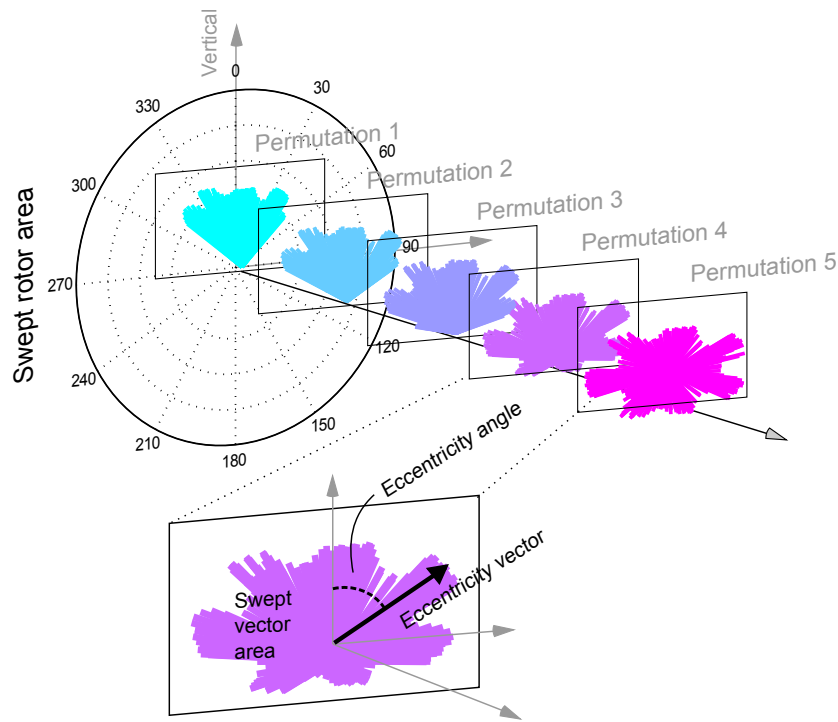 Vertical
0
30
330
Permutation 1
60
Permutation 2
300
Permutation 3
Permutation 4
90
Permutation 5
270
Swept rotor area
120
240
150
210
180
Eccentricity angle
Eccentricity vector
Swept
vector
area